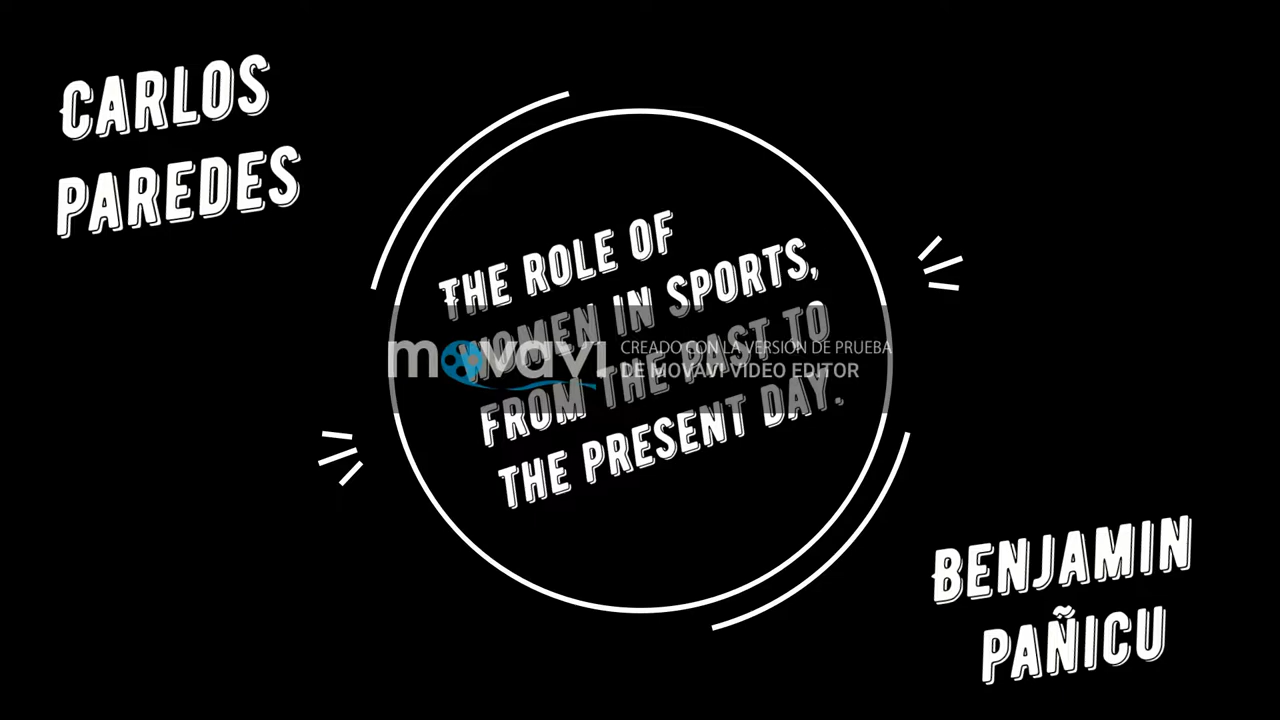 CARLOS
PAREDES
THE ROLE OF
WOMEN IN SPORTS,
FROM THE PAST TO
THE PRESENT DAY.
movavi
CREADO CON LA VERSIÓN DE PRUEBA
DE MOVAVI VIDEO EDITOR
BENJAMIN
PAÑICU